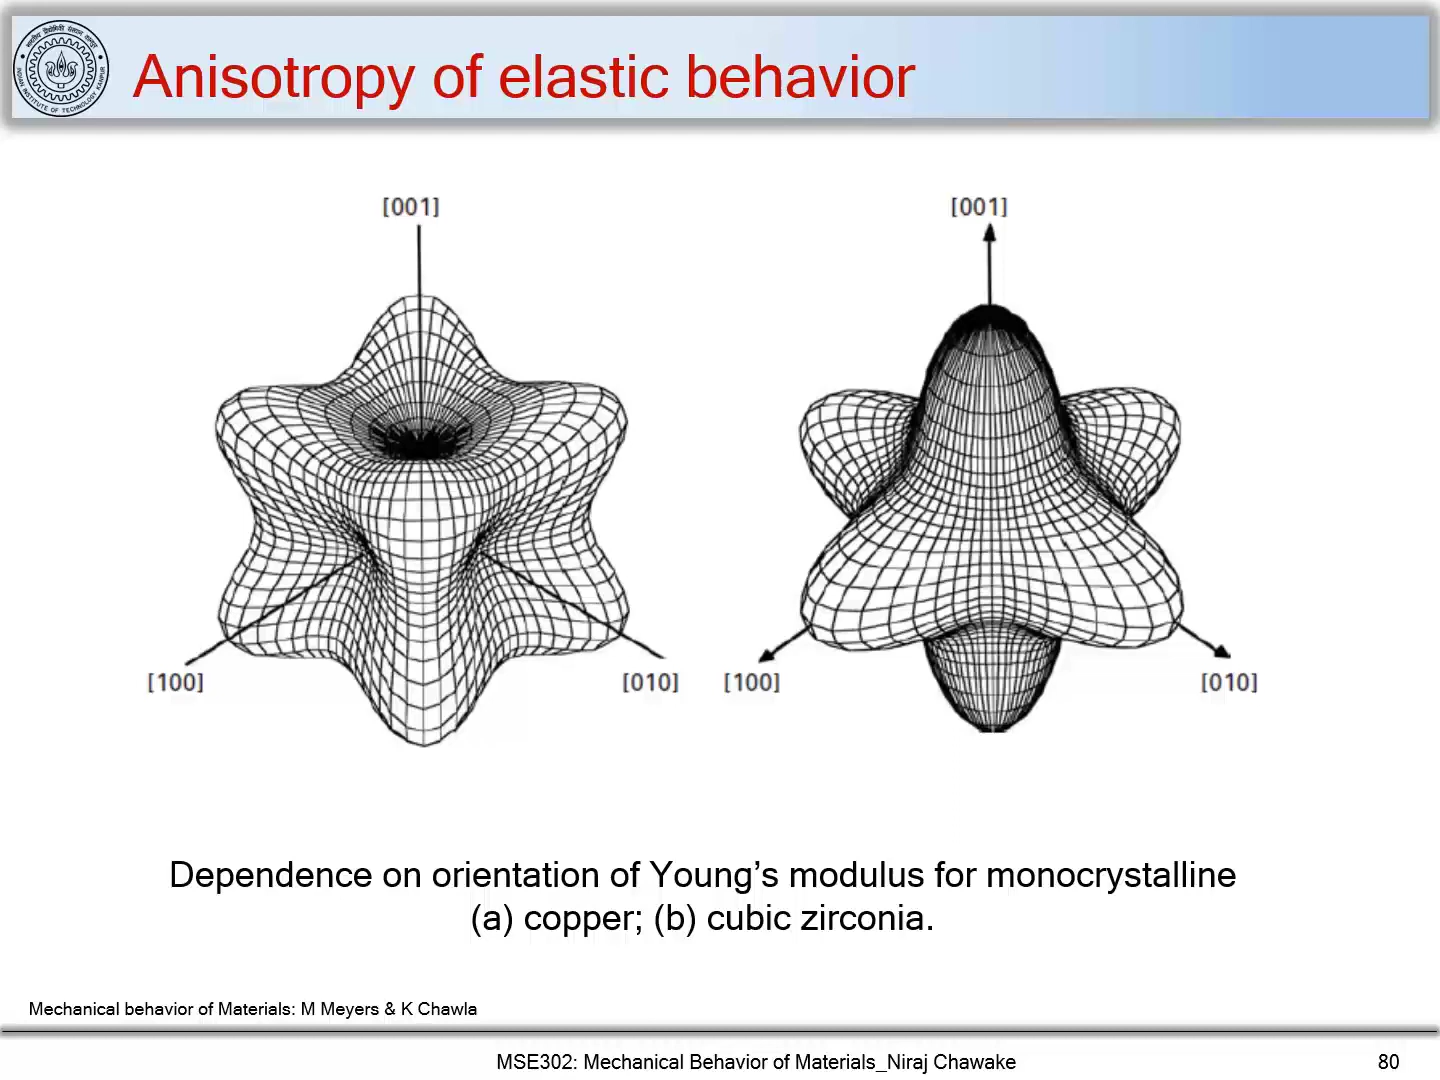 Anisotropy of elastic behavior
[001]
[001]
[100]
[010]
[100]
[010]
Dependence on orientation of Young’s modulus for monocrystalline
(a) copper; (b) cubic zirconia.
Mechanical behavior of Materials: M Meyers & K Chawla
MSE302: Mechanical Behavior of Materials_Niraj Chawake
80